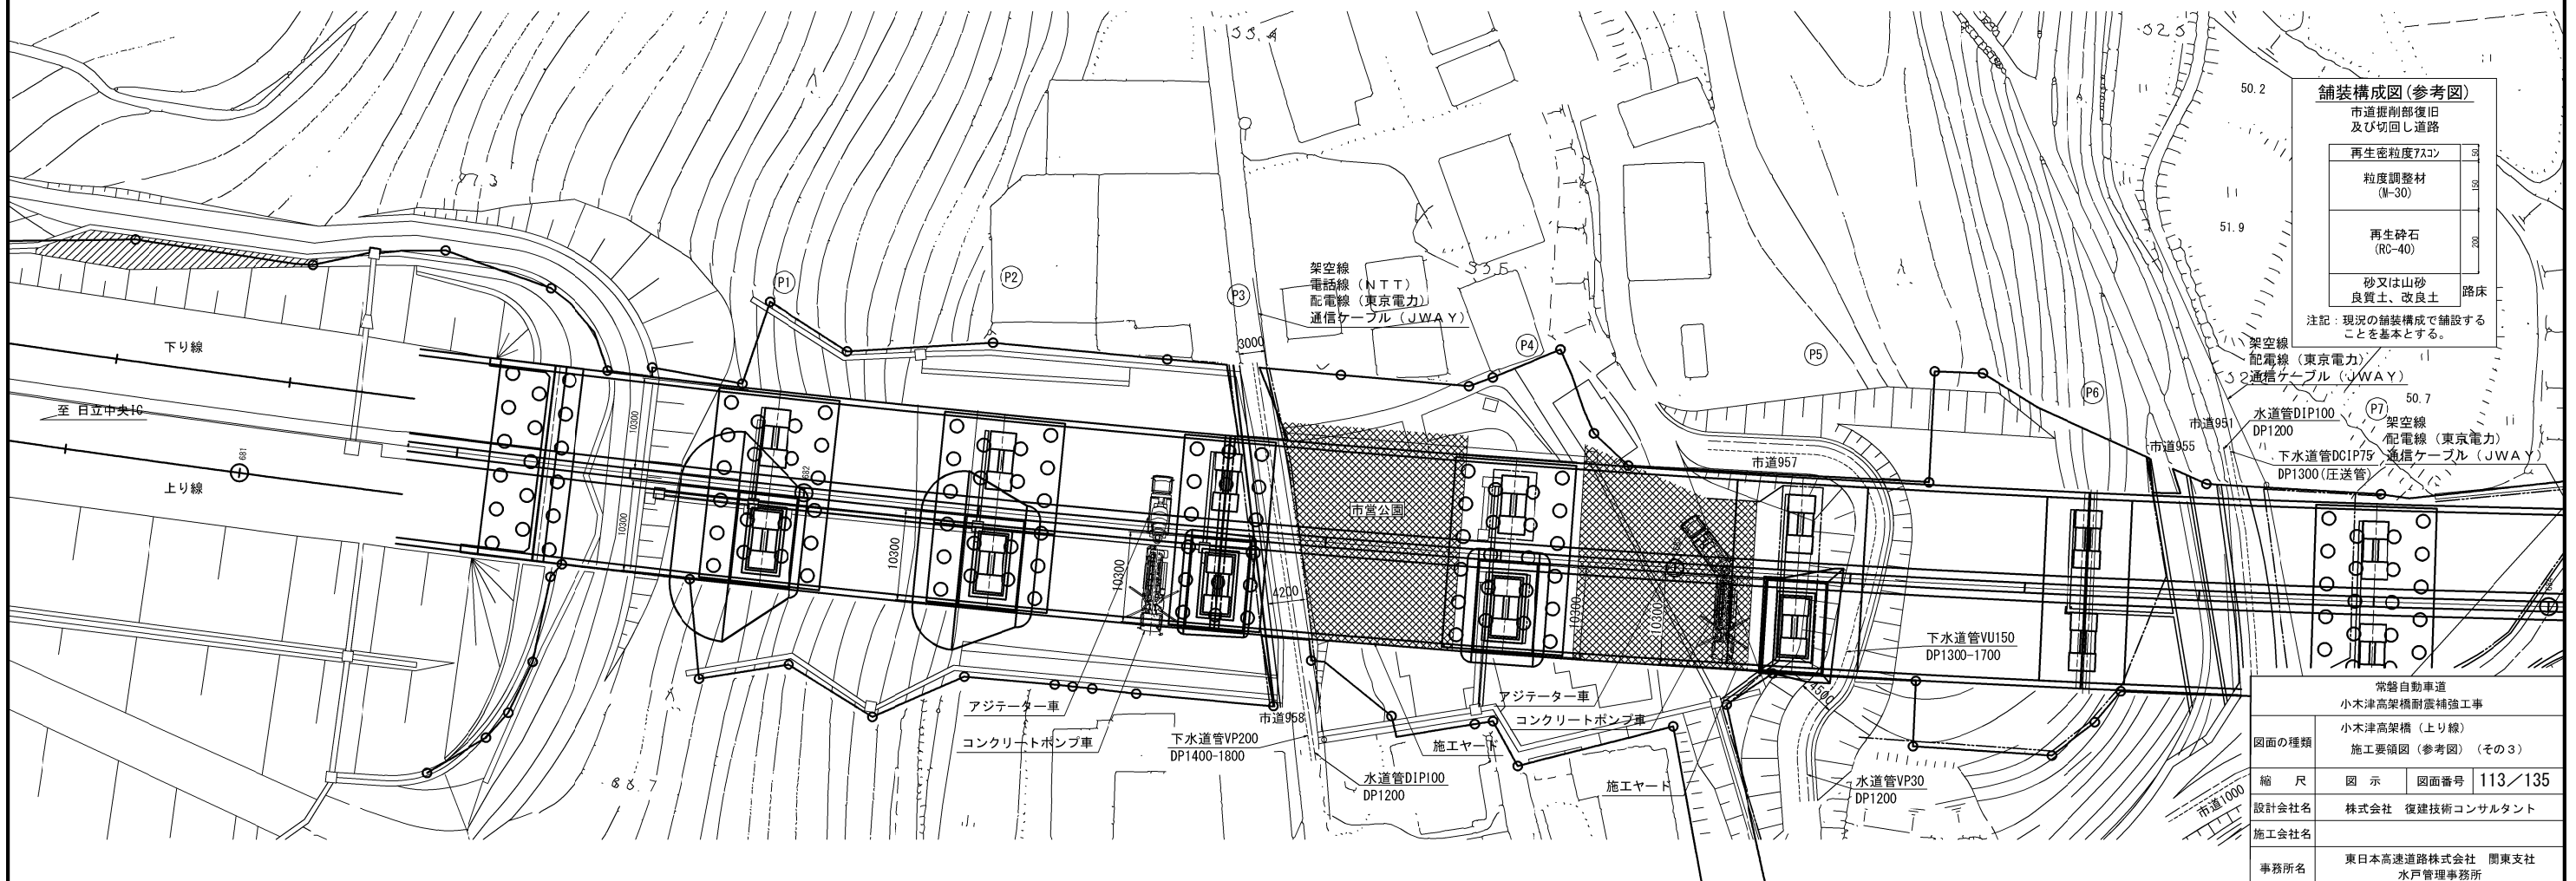 33.4
323
50.2
51.9
舗装構成図(参考図)
市道掘削部復旧
及び切回し道路
再生密粒度アスコン
50
粒度調整材
(M-30)
150
再生砕石
(RC-40)
200
砂又は山砂
良質土、改良土
路床
注記：現況の舗装構成で舗設する
ことを基本とする。
P1
P2
P3
P4
P5
P6
P7
架空線
電話線（ＮＴＴ）
配電線（東京電力）
通信ケーブル（ＪＷＡＹ）
3000
架空線
配電線（東京電力）
通信ケーブル（ＪＷＡＹ）
50.7
水道管DIP100
DP1200
架空線
配電線（東京電力）
通信ケーブル（ＪＷＡＹ）
市道951
市道955
下水道管DCIP75
DP1300(圧送管)
市道957
下り線
至 日立中央IC
681
上り線
10300
10300
682
10300
10300
4200
市営公園
10300
10300
4500
下水道管VU150
DP1300-1700
アジテーター車
コンクリートポンプ車
市道958
下水道管VP200
DP1400-1800
水道管DIP100
DP1200
アジテーター車
コンクリートポンプ車
施工ヤード
施工ヤード
水道管VP30
DP1200
市道1000
常磐自動車道
小木津高架橋耐震補強工事
図面の種類
小木津高架橋（上り線）
施工要領図（参考図）（その３）
縮　尺
図　示
図面番号
113／135
設計会社名
株式会社　復建技術コンサルタント
施工会社名
事務所名
東日本高速道路株式会社　関東支社
水戸管理事務所